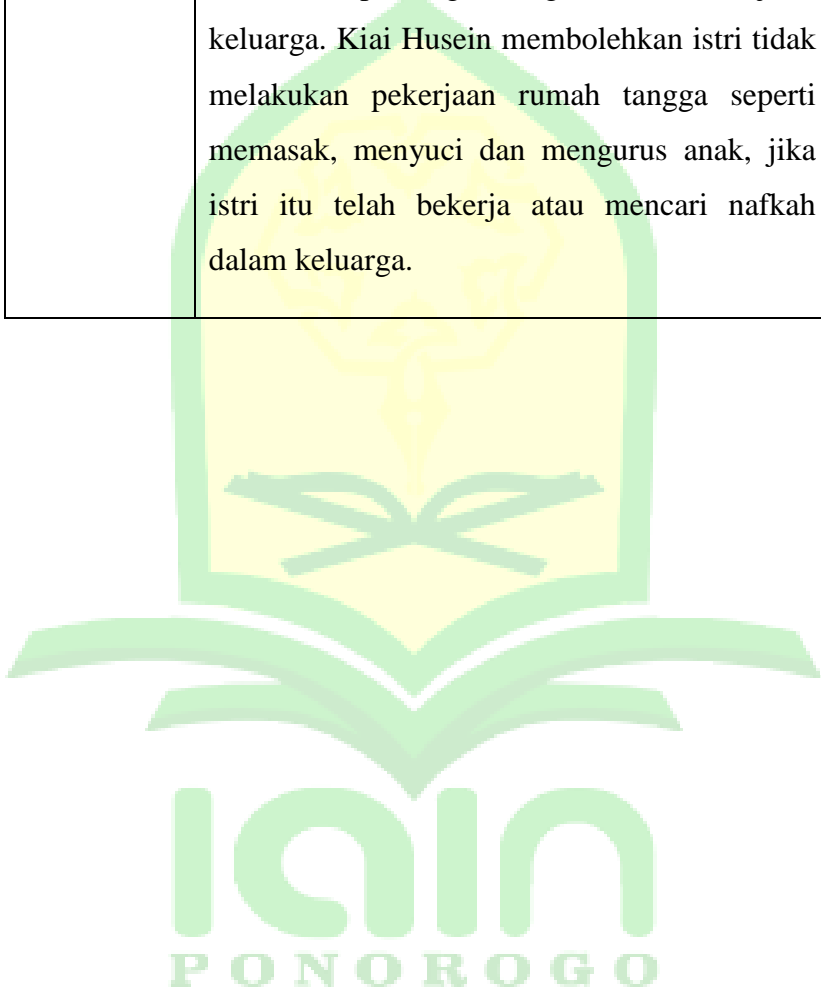 keluarga. Kiai Husein membolehkan istri tidak
melakukan pekerjaan rumah tangga seperti
memasak, menyuci dan mengurus anak, jika
istri itu telah bekerja atau mencari nafkah
dalam keluarga.
iain
PONOROGO